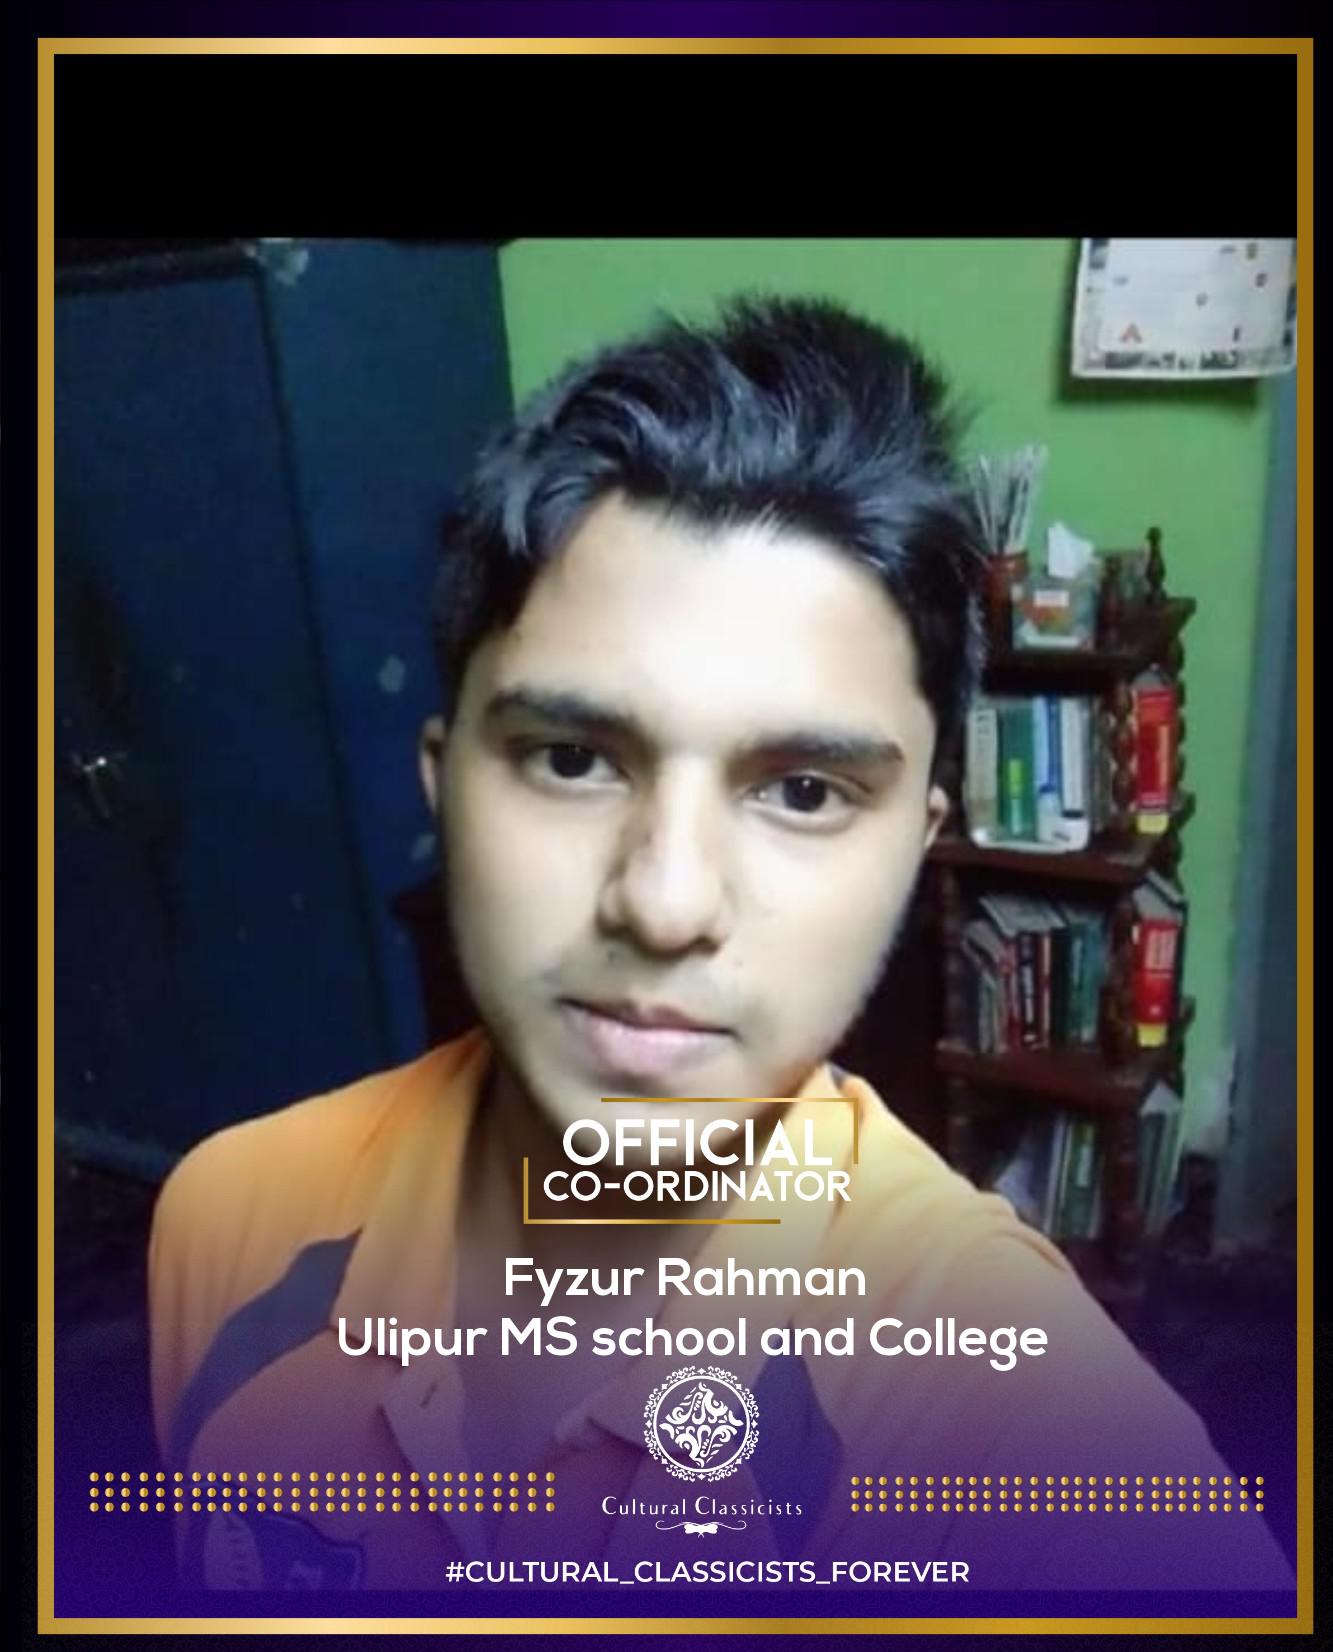 OFFICIAL
CO-ORDINATOR
Fyzur Rahman
Ulipur MS school and College
Cultural Classicists
#CULTURAL_CLASSICISTS_FOREVER